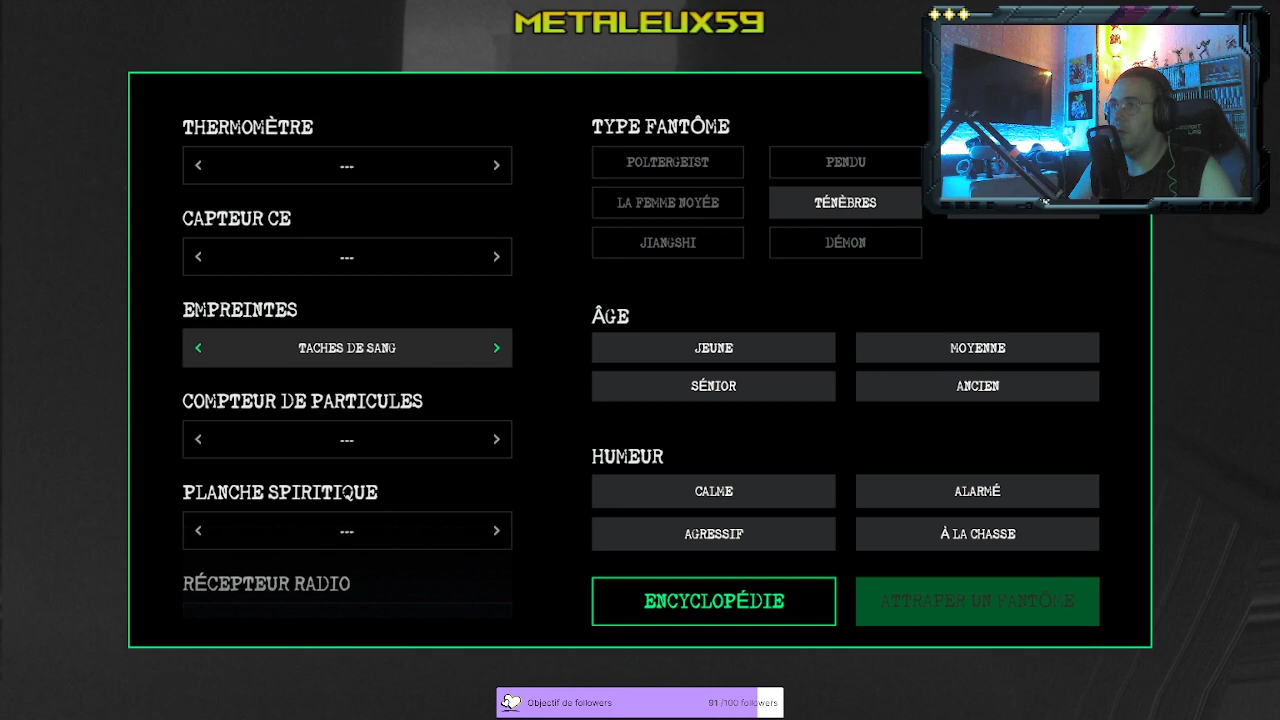 METALEUX59
THERMOMÈTRE
---
CAPTEUR CE
---
EMPREINTES
TACHES DE SANG
COMPTEUR DE PARTICULES
---
PLANCHE SPIRITIQUE
---
RÉCEPTEUR RADIO
TYPE FANTÔME
POLTERGEIST
PENDU
LA FEMME NOYÉE
TÉNÈBRES
JIANGSHI
DÉMON
ÂGE
JEUNE
MOYENNE
SÉNIOR
ANCIEN
HUMEUR
CALME
ALARMÉ
AGRESSIF
À LA CHASSE
ENCYCLOPÉDIE
ATTRAPER UN FANTÔME
Objectif de followers
91 /100 followers